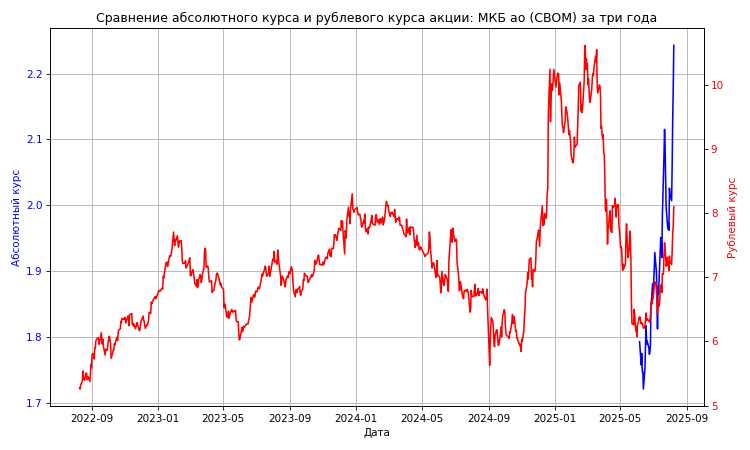 Сравнение абсолютного курса и рублевого курса акции: МКБ ао (CBOM) за три года
Абсолютный курс
2.2
2.1
2.0
1.9
1.8
1.7
10
9
8
7
6
5
Рублевый курс
2022-09 2023-01 2023-05 2023-09 2024-01 2024-05 2024-09 2025-01 2025-05 2025-09
Дата